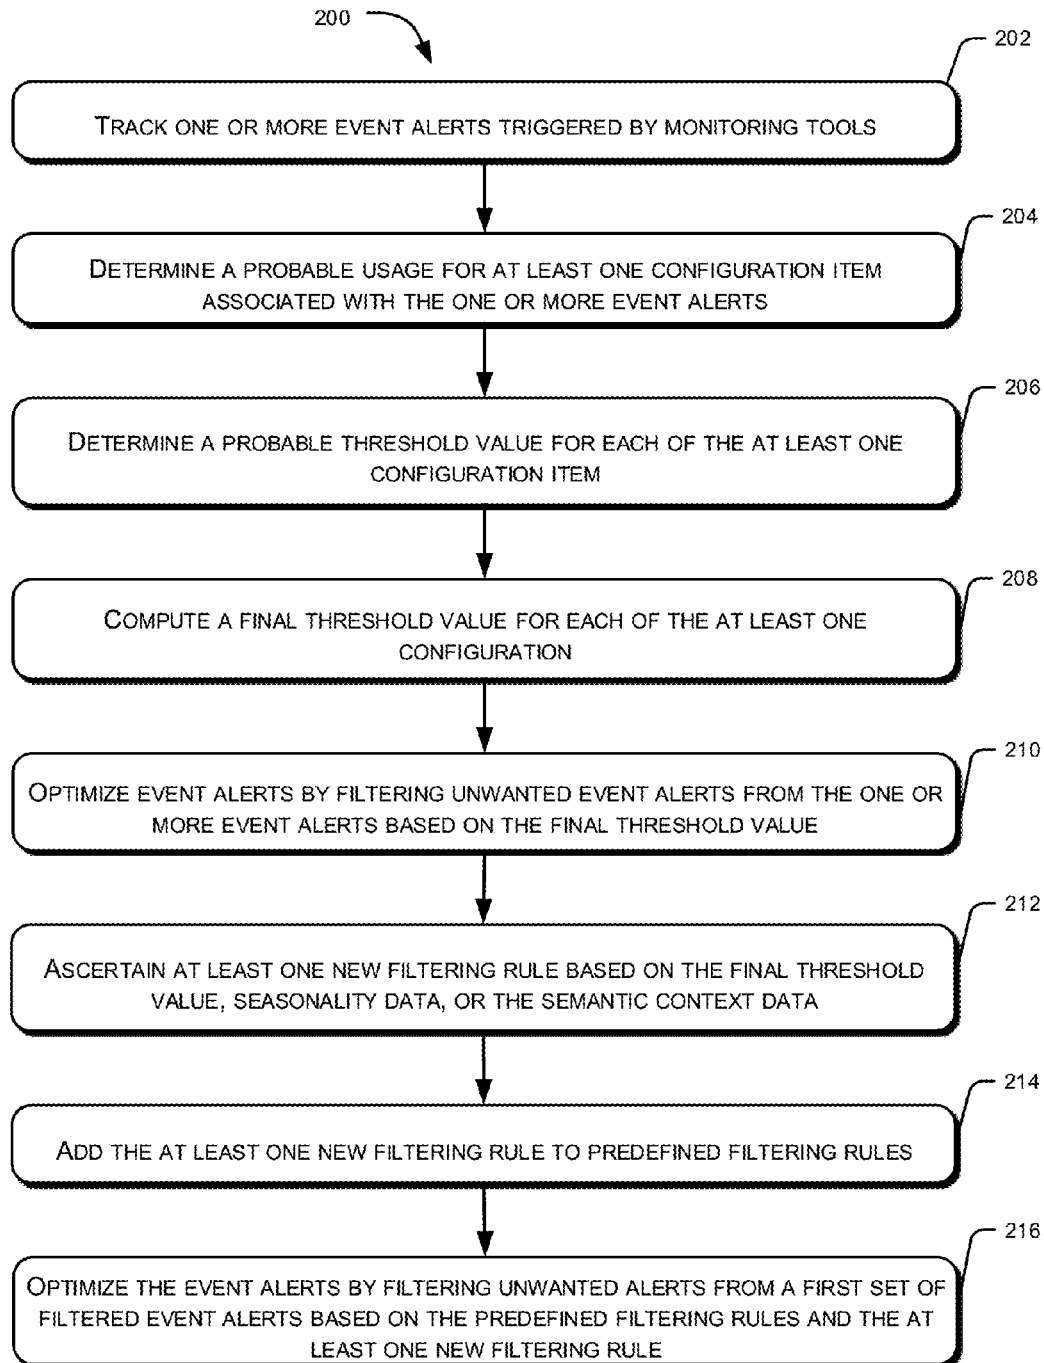 200
202
TRACK ONE OR MORE EVENT ALERTS TRIGGERED BY MONITORING TOOLS
204
DETERMINE A PROBABLE USAGE FOR AT LEAST ONE CONFIGURATION ITEM
ASSOCIATED WITH THE ONE OR MORE EVENT ALERTS
206
DETERMINE A PROBABLE THRESHOLD VALUE FOR EACH OF THE AT LEAST ONE
CONFIGURATION ITEM
208
COMPUTE A FINAL THRESHOLD VALUE FOR EACH OF THE AT LEAST ONE
CONFIGURATION
210
OPTIMIZE EVENT ALERTS BY FILTERING UNWANTED EVENT ALERTS FROM THE ONE OR
MORE EVENT ALERTS BASED ON THE FINAL THRESHOLD VALUE
212
ASCERTAIN AT LEAST ONE NEW FILTERING RULE BASED ON THE FINAL THRESHOLD
VALUE, SEASONALITY DATA, OR THE SEMANTIC CONTEXT DATA
214
ADD THE AT LEAST ONE NEW FILTERING RULE TO PREDEFINED FILTERING RULES
216
OPTIMIZE THE EVENT ALERTS BY FILTERING UNWANTED ALERTS FROM A FIRST SET OF
FILTERED EVENT ALERTS BASED ON THE PREDEFINED FILTERING RULES AND THE AT
LEAST ONE NEW FILTERING RULE